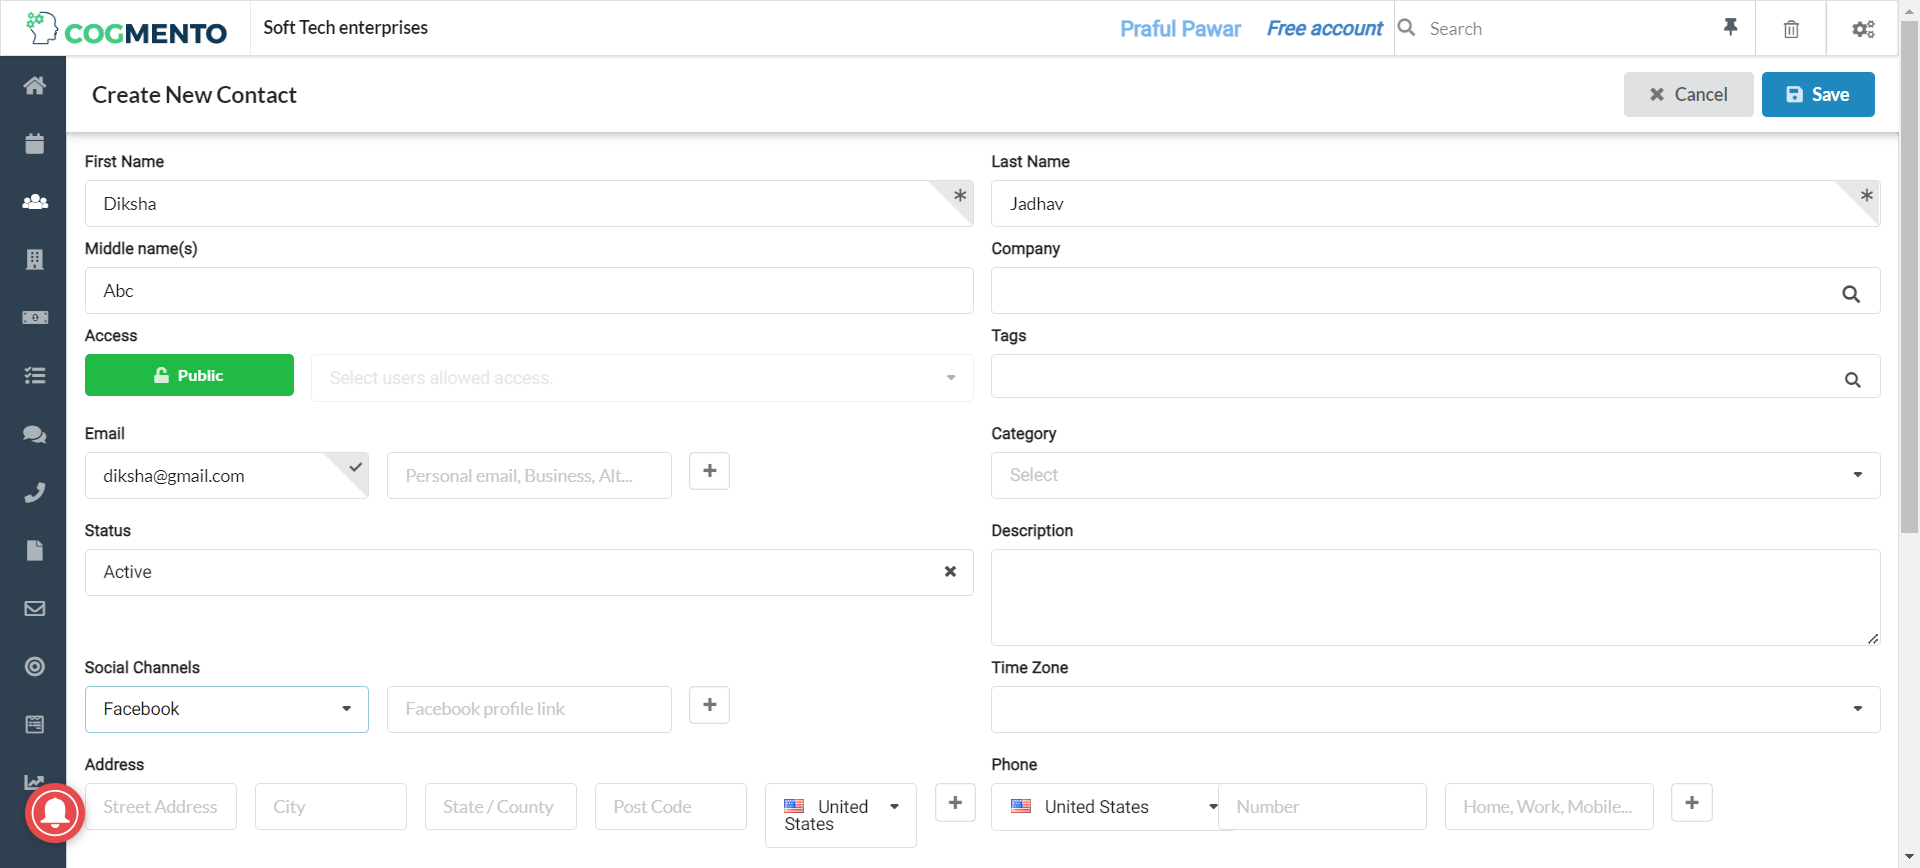 COGMENTO
Soft Tech enterprises
Praful Pawar
Free account
Search
Create New Contact
Cancel
Save
First Name
Last Name
Diksha
*
Jadhav
*
Middle name(s)
Company
Abc
Access
Tags
Public
Select users allowed access.
Email
Category
diksha@gmail.com
Personal email, Business, Alt...
Select
Status
Description
Active
Social Channels
Time Zone
Facebook
Facebook profile link
Address
Phone
Street Address
City
State / County
Post Code
United
States
United States
Number
Home, Work, Mobile...